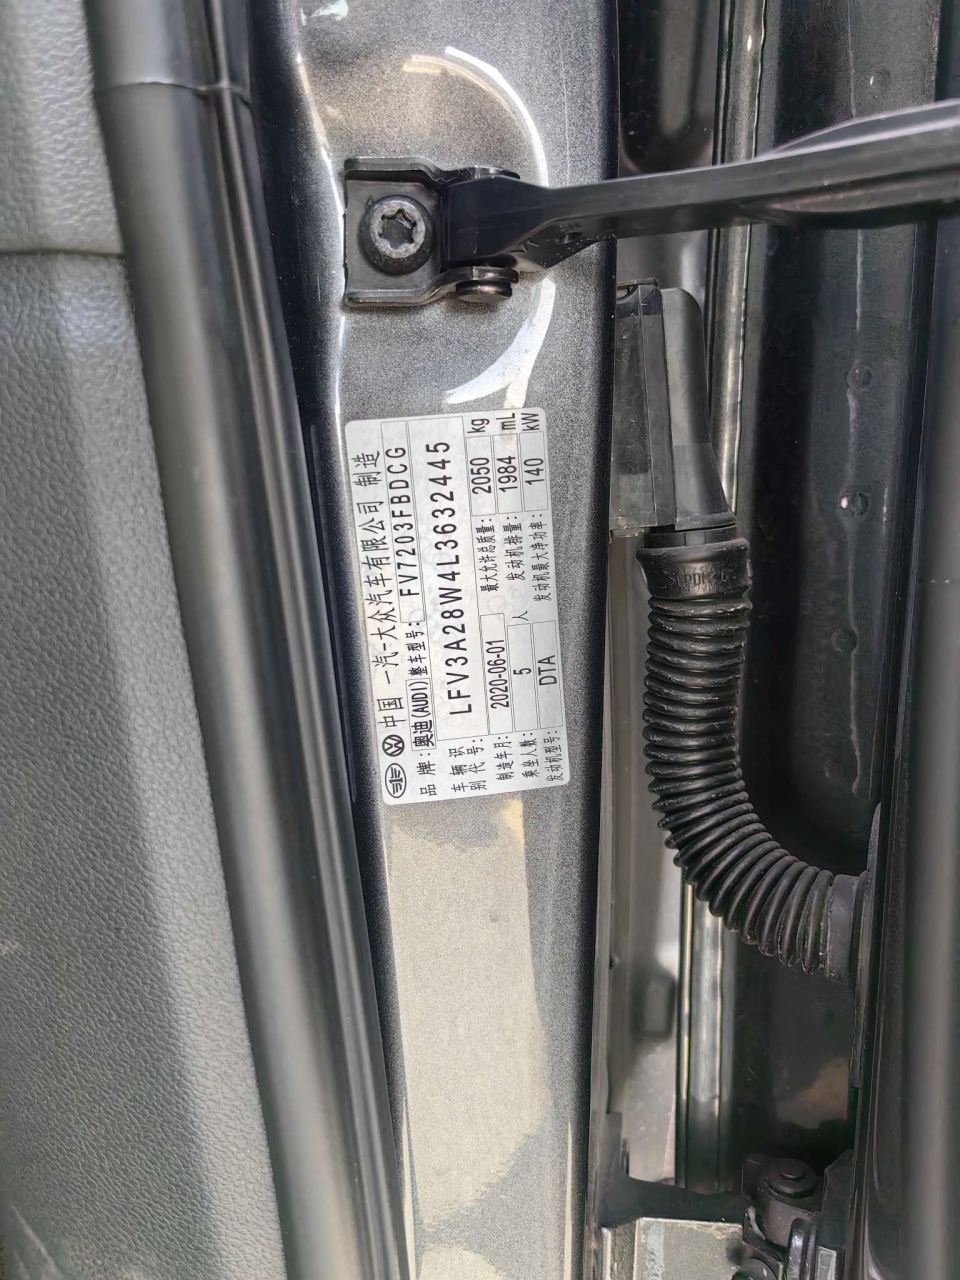 中国 一汽-大众汽车有限公司 制造
品牌: 奥迪(AUDI) 整车型号: FV7203FBDCG
车辆识别代号: LFV3A28W4L3632445
制造年月: 2020-06-01 最大允许总质量: 2050 kg
乘坐人数: 5 人 发动机排量: 1984 mL
发动机型号: DTA 发动机最大净功率: 140 kW